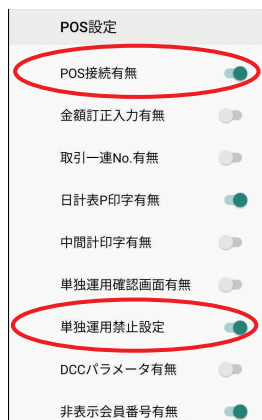 POS設定
POS接続有無
金額訂正入力有無
取引一連No.有無
日計表P印字有無
中間計印字有無
単独運用確認画面有無
単独運用禁止設定
DCCパラメータ有無
非表示会員番号有無